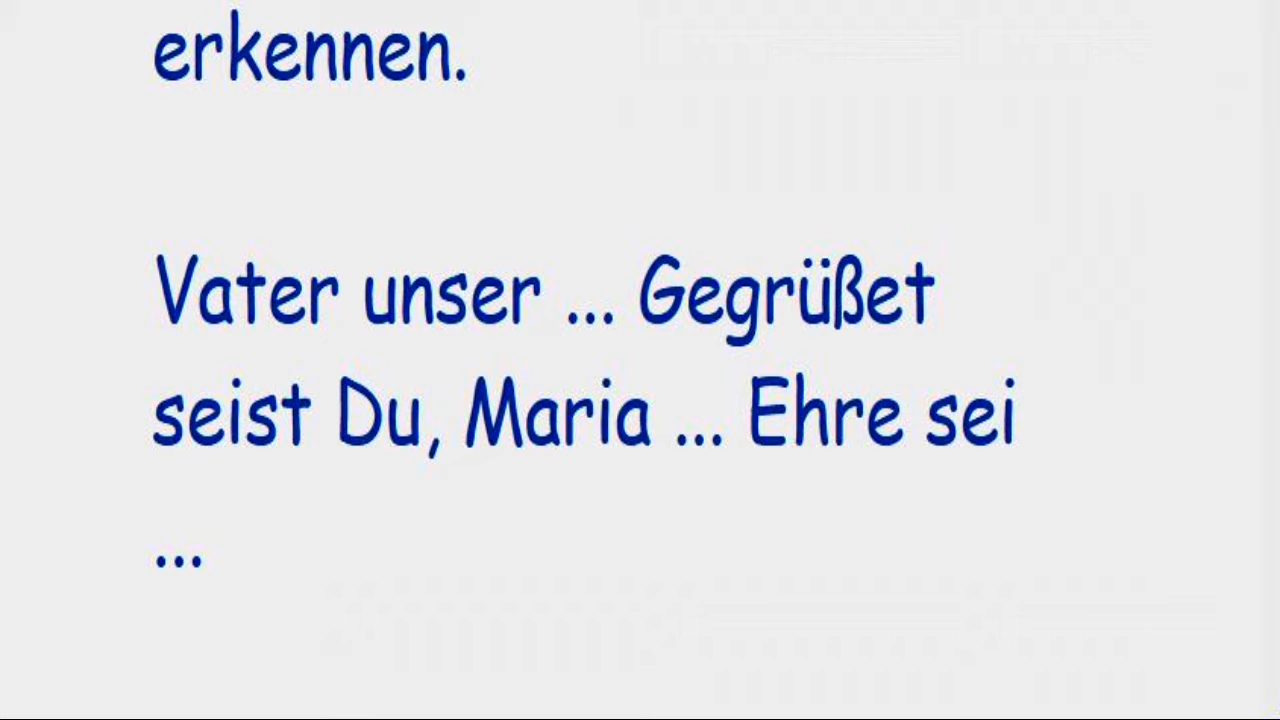 erkennen.
Vater unser ... Gegrüßet
seist Du, Maria ... Ehre sei
...